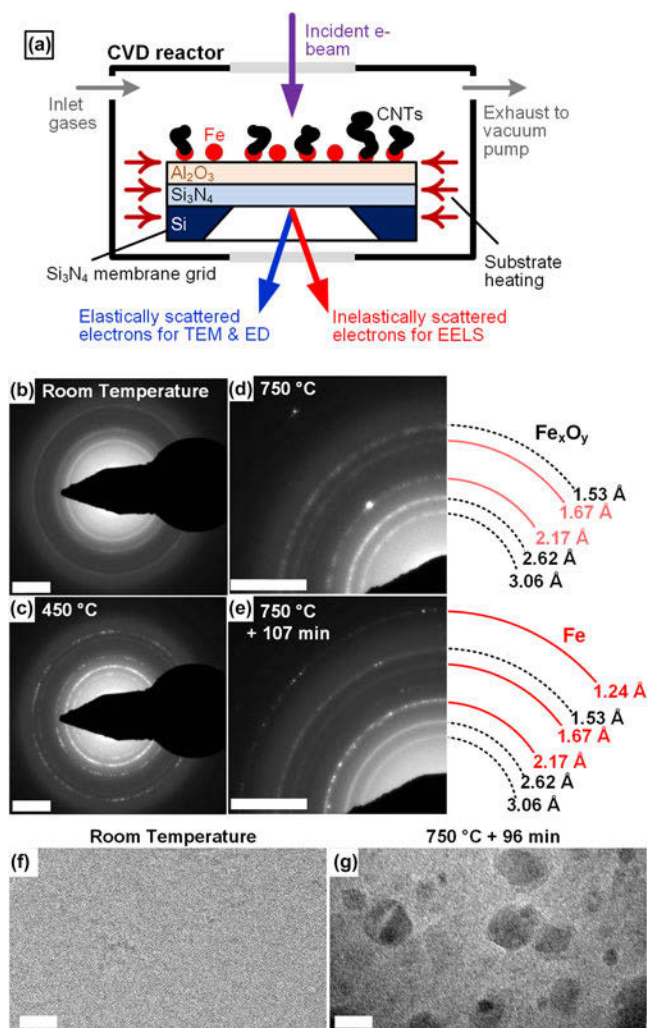 (a)
CVD reactor
Incident e-
beam
Inlet
gases
Fe
CNTs
Exhaust to
vacuum
pump
Al₂O₃
Si₃N₄
Si
Si₃N₄ membrane grid
Substrate
heating
Elastically scattered
electrons for TEM & ED
Inelastically scattered
electrons for EELS
(b) Room Temperature
(d) 750 °C
FeₓOᵧ
1.53 Å
1.67 Å
2.17 Å
2.62 Å
3.06 Å
(c) 450 °C
(e) 750 °C
+ 107 min
Fe
1.24 Å
1.53 Å
1.67 Å
2.17 Å
2.62 Å
3.06 Å
Room Temperature
750 °C + 96 min
(f)
(g)